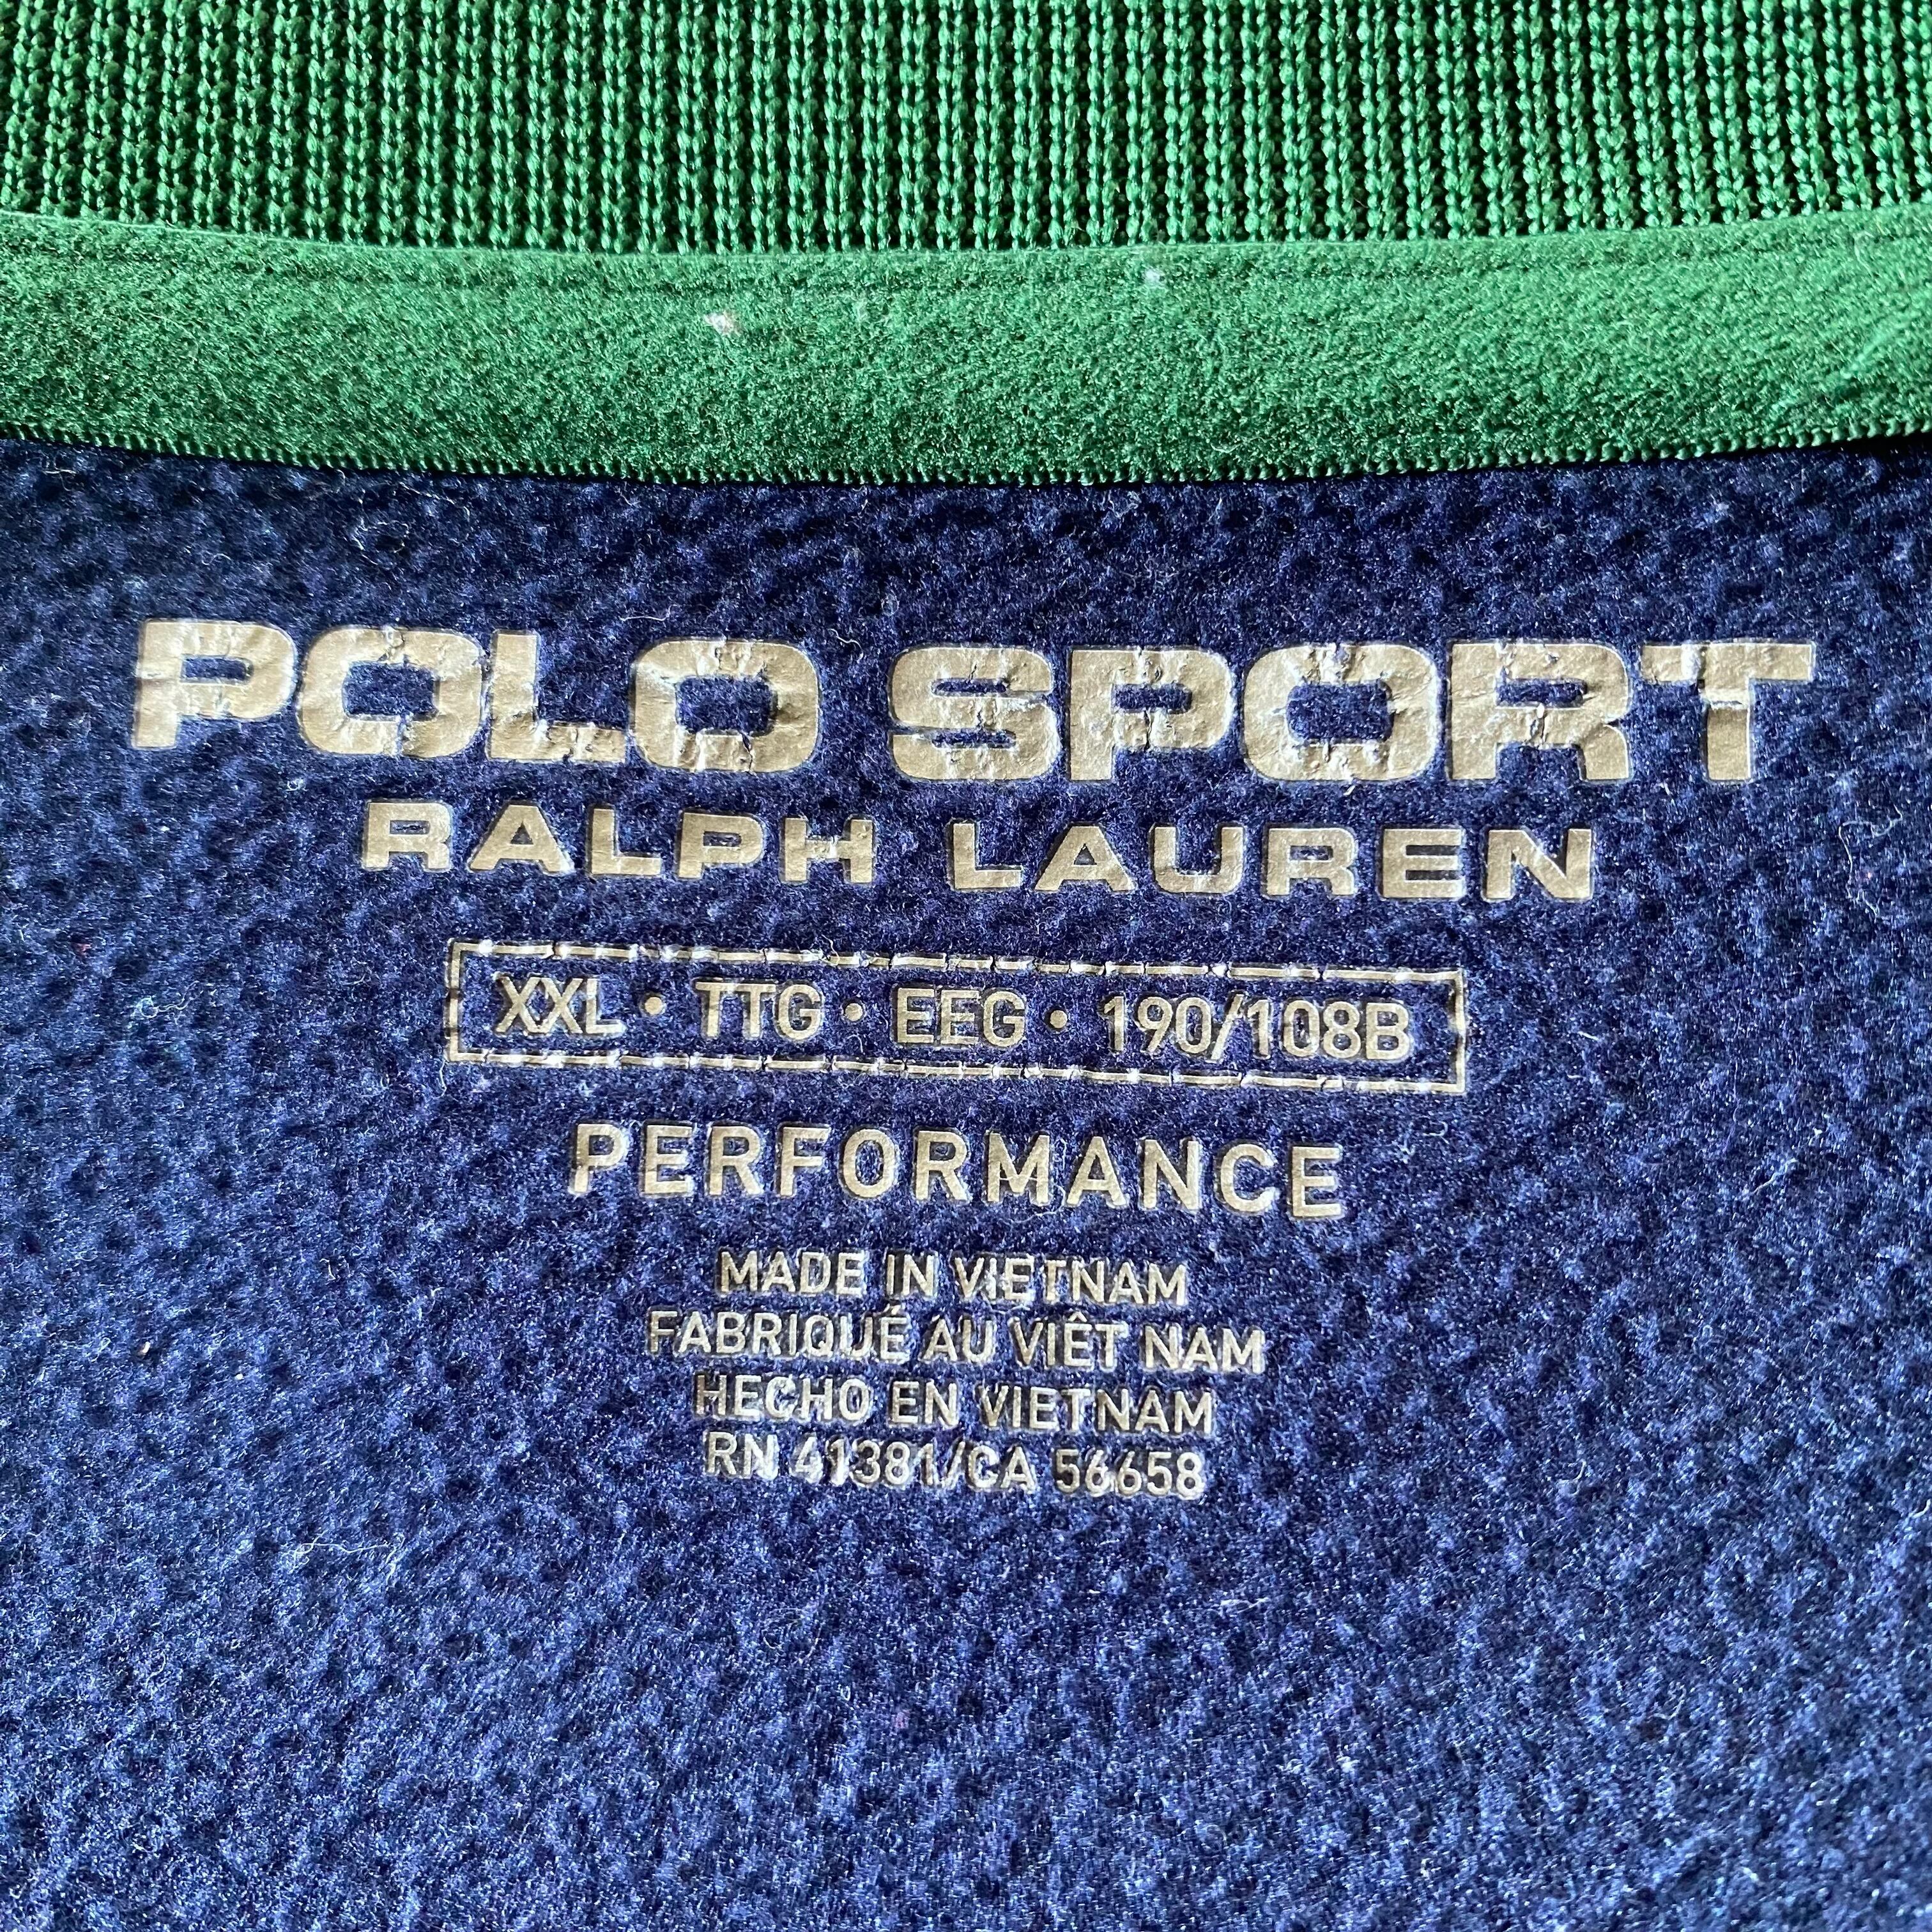 POLO SPORT
RALPH LAUREN
XXL • TTG • EEG • 190/108B
PERFORMANCE
MADE IN VIETNAM
FABRIQUÉ AU VIÊT NAM
HECHO EN VIETNAM
RN 41381/CA 56658